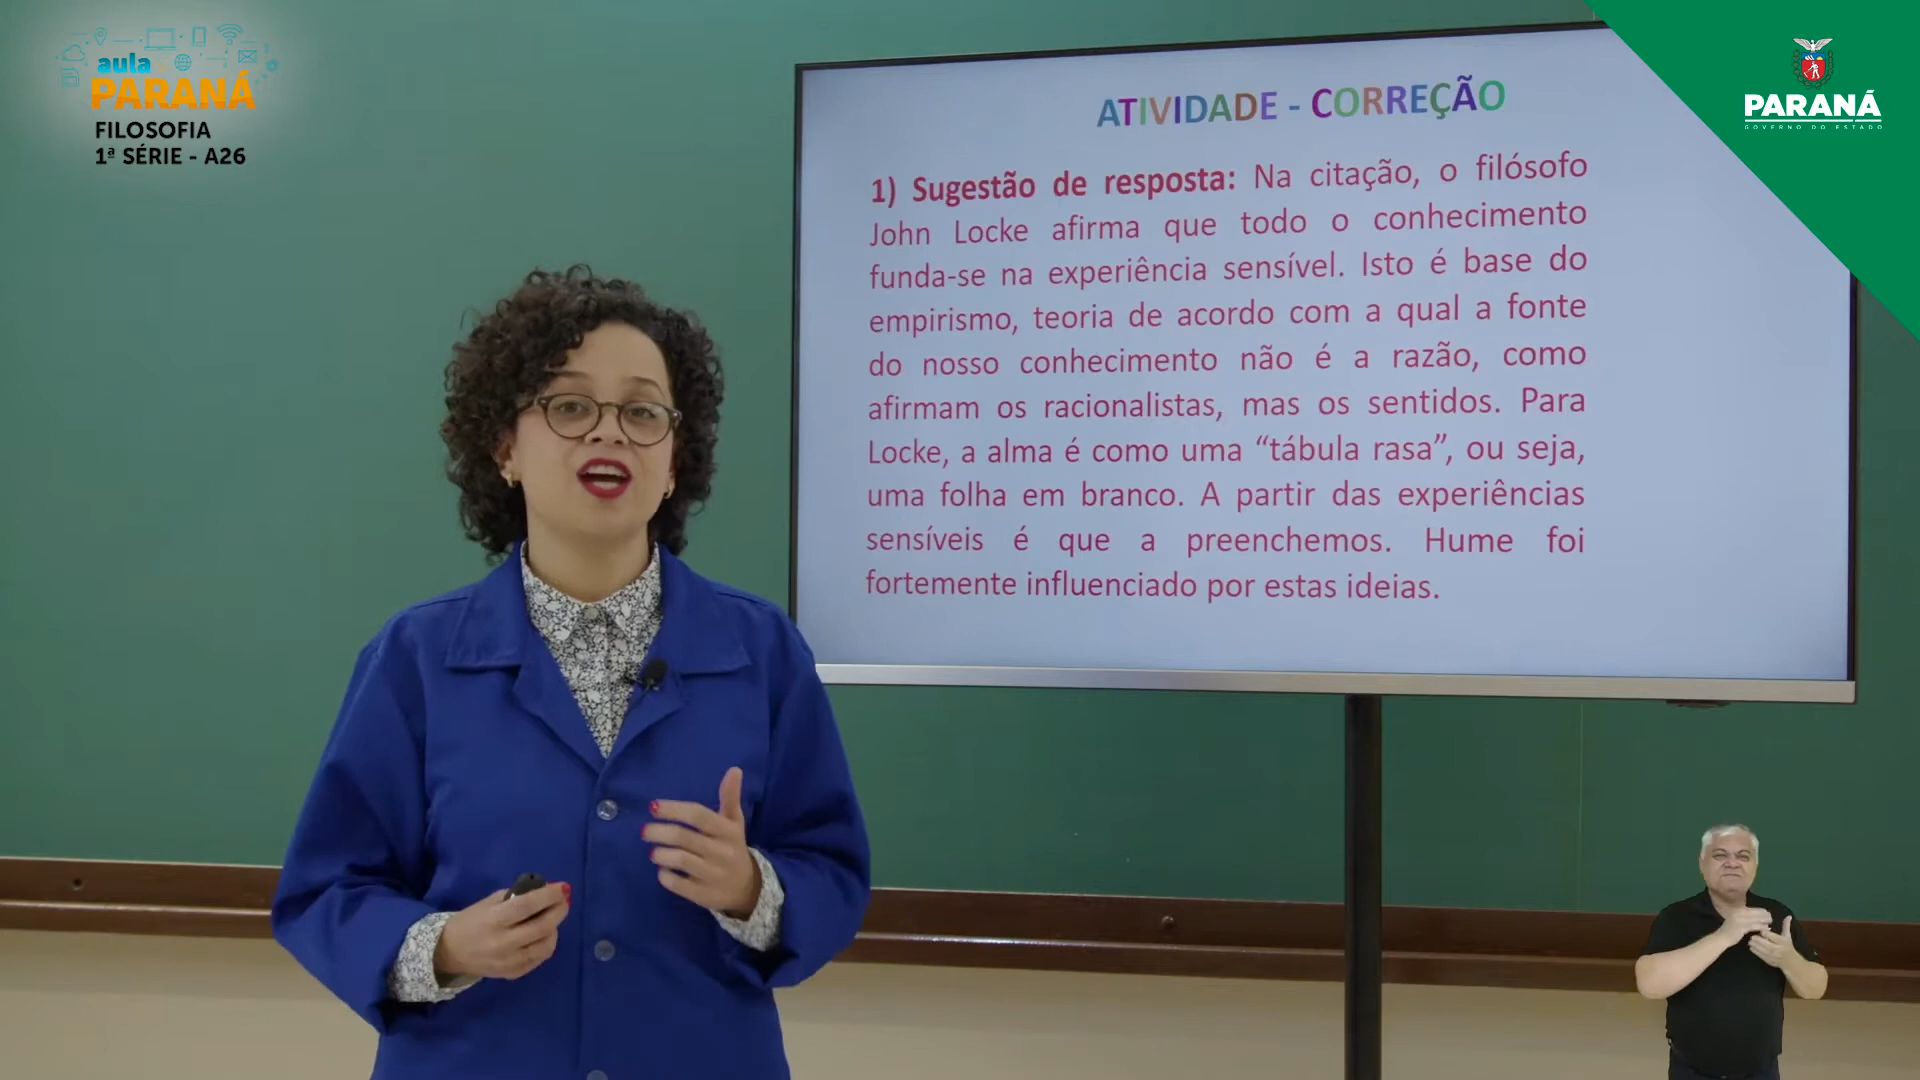 aula
PARANÁ
FILOSOFIA
1ª SÉRIE - A26
PARANÁ
GOVERNO DO ESTADO
ATIVIDADE - CORREÇÃO
1) Sugestão de resposta: Na citação, o filósofo
John Locke afirma que todo o conhecimento
funda-se na experiência sensível. Isto é base do
empirismo, teoria de acordo com a qual a fonte
do nosso conhecimento não é a razão, como
afirmam os racionalistas, mas os sentidos. Para
Locke, a alma é como uma “tábula rasa”, ou seja,
uma folha em branco. A partir das experiências
sensíveis é que a preenchemos. Hume foi
fortemente influenciado por estas ideias.